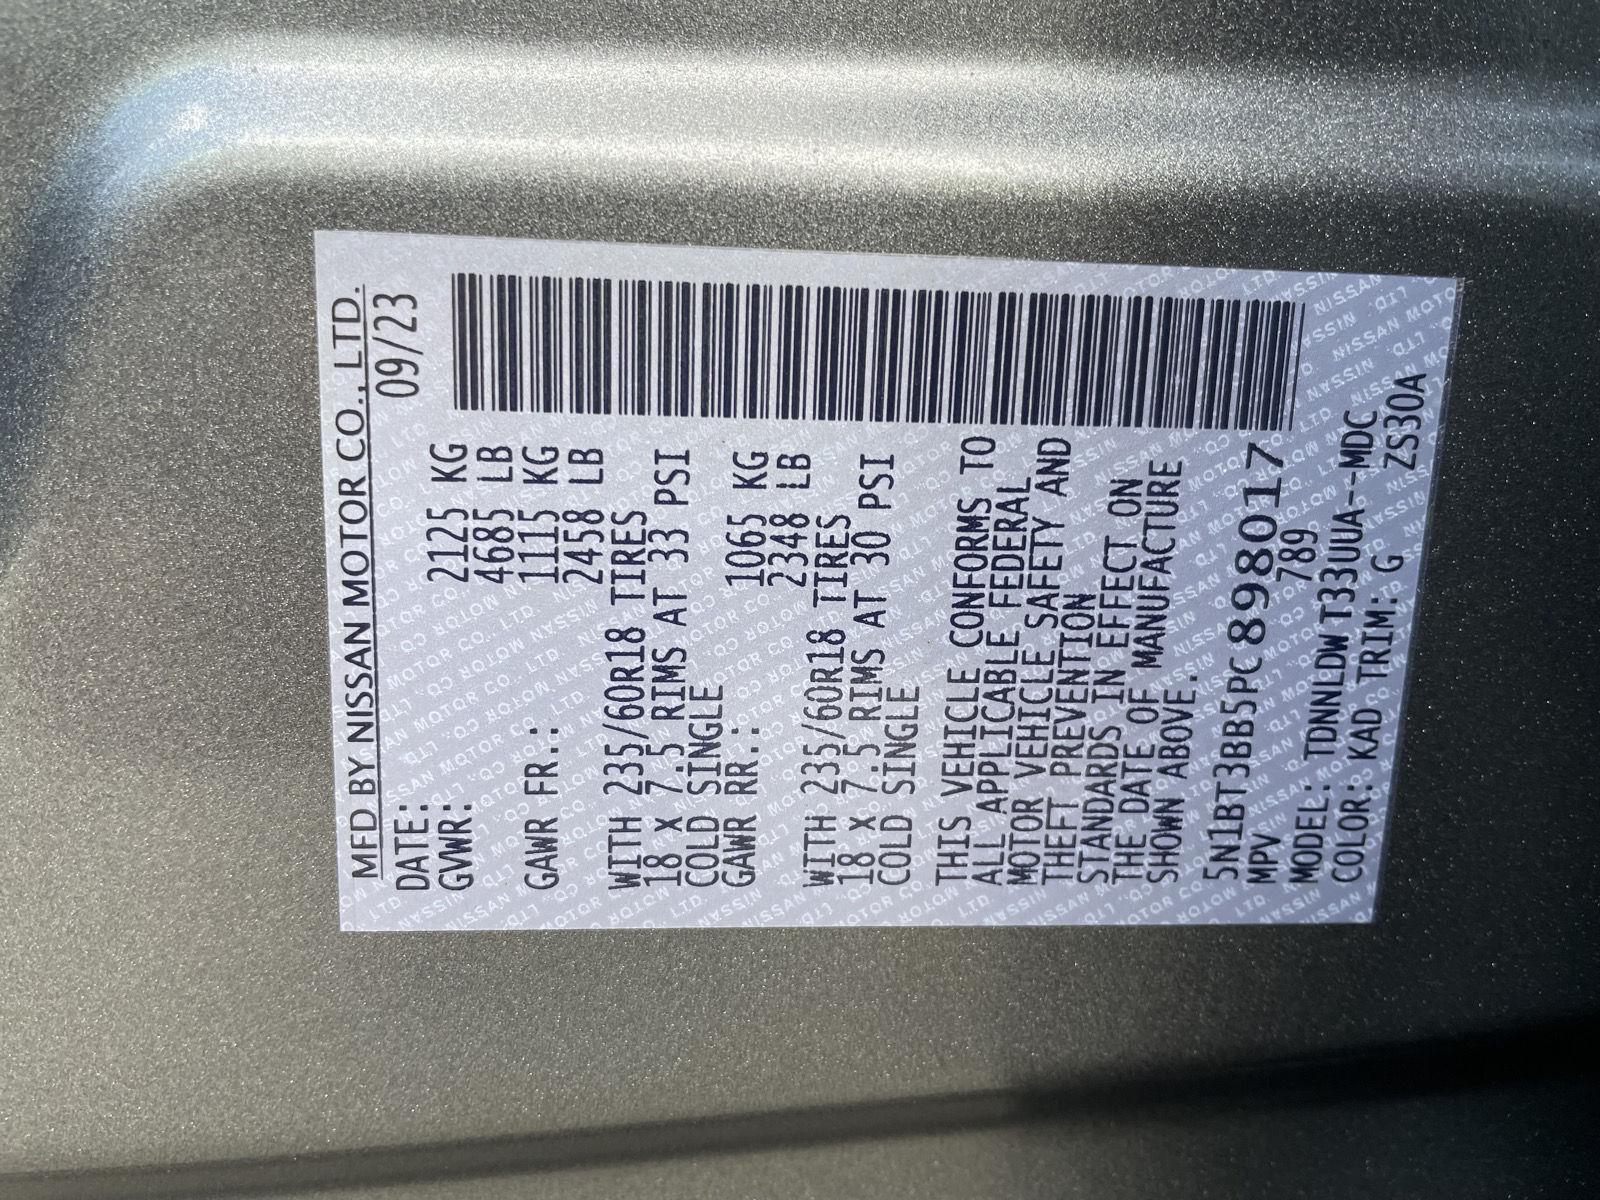 MFD BY NISSAN MOTOR CO., LTD.
DATE: 09/23
GVWR: 2125 KG
4685 LB
GAWR FR.: 1115 KG
2458 LB
WITH 235/60R18 TIRES
18 X 7.5 RIMS AT 33 PSI
COLD SINGLE
GAWR RR.: 1065 KG
2348 LB
WITH 235/60R18 TIRES
18 X 7.5 RIMS AT 30 PSI
COLD SINGLE
THIS VEHICLE CONFORMS TO
ALL APPLICABLE FEDERAL
MOTOR VEHICLE SAFETY AND
THEFT PREVENTION
STANDARDS IN EFFECT ON
THE DATE OF MANUFACTURE
SHOWN ABOVE.
5N1BT3BB5PC898017
MPV 789
MODEL: TDNNLDW T33UUA--MDC
COLOR: KAD TRIM: G ZS30A